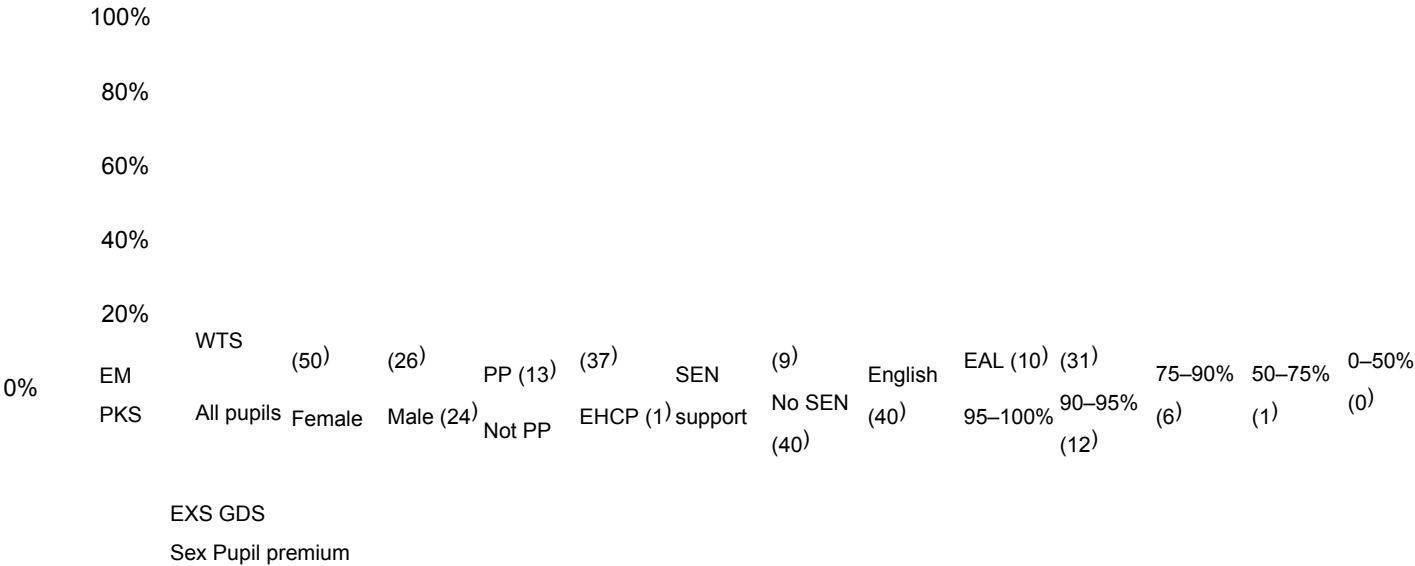 100%
80%
60%
40%
20%
0%
EM
PKS
WTS
All pupils
(50)
Female
(26)
Male (24)
PP (13)
Not PP
(37)
EHCP (1)
SEN
support
(9)
No SEN
(40)
English
(40)
EAL (10)
95–100%
(31)
90–95%
(12)
75–90%
(6)
50–75%
(1)
0–50%
(0)
EXS GDS
Sex Pupil premium